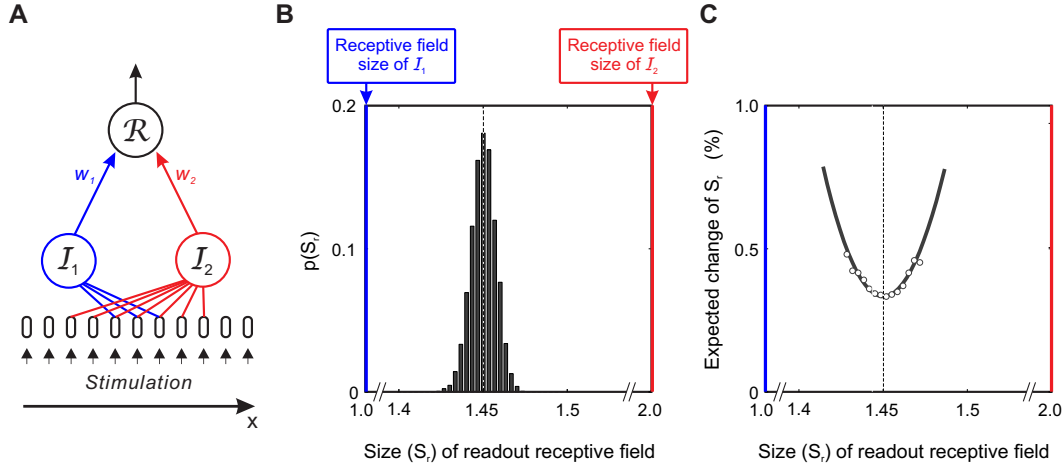 A
B
C
Receptive field
size of I₁
Receptive field
size of I₂
R
w₁
w₂
I₁
I₂
Stimulation
x
p(Sᵣ)
0.2
0.1
0
1.0
1.4
1.45
1.5
2.0
Size (Sᵣ) of readout receptive field
Expected change of Sᵣ (%)
1.0
0.5
0
1.0
1.4
1.45
1.5
2.0
Size (Sᵣ) of readout receptive field